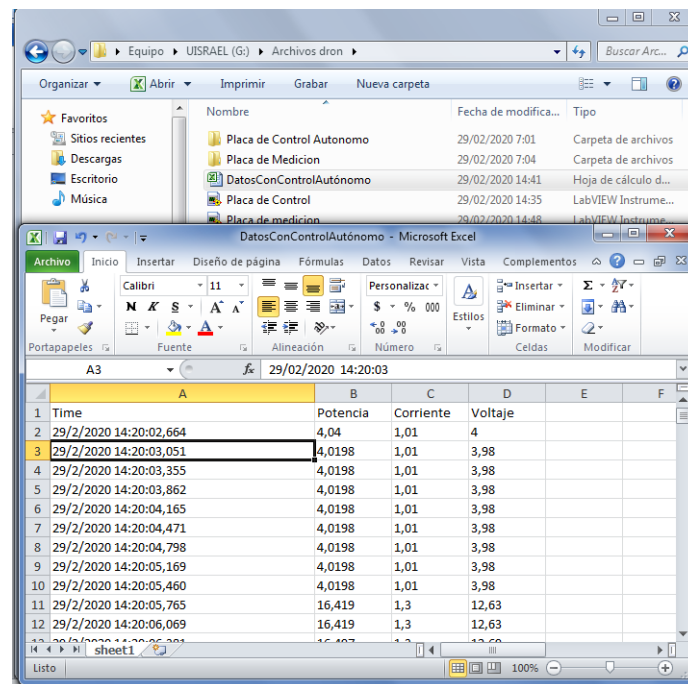 Equipo ▸ UISRAEL (G:) ▸ Archivos dron ▸ Buscar Arc...
Organizar Abrir Imprimir Grabar Nueva carpeta
Favoritos
Sitios recientes
Descargas
Escritorio
Música
Nombre Fecha de modifica... Tipo
Placa de Control Autonomo 29/02/2020 7:01 Carpeta de archivos
Placa de Medicion 29/02/2020 7:04 Carpeta de archivos
DatosConControlAutónomo 29/02/2020 14:41 Hoja de cálculo d...
Placa de Control 29/02/2020 14:35 LabVIEW Instrume...
Placa de medicion 29/02/2020 14:48 LabVIEW Instrume...
DatosConControlAutónomo - Microsoft Excel
Archivo Inicio Insertar Diseño de página Fórmulas Datos Revisar Vista Complementos
Pegar
Calibri 11
N K S
Personalizac
$ % 000
Estilos
Insertar
Eliminar
Formato
Portapapeles Fuente Alineación Número Celdas Modificar
A3 fx 29/02/2020 14:20:03
A B C D E F
1 Time Potencia Corriente Voltaje
2 29/2/2020 14:20:02,664 4,04 1,01 4
3 29/2/2020 14:20:03,051 4,0198 1,01 3,98
4 29/2/2020 14:20:03,355 4,0198 1,01 3,98
5 29/2/2020 14:20:03,862 4,0198 1,01 3,98
6 29/2/2020 14:20:04,165 4,0198 1,01 3,98
7 29/2/2020 14:20:04,471 4,0198 1,01 3,98
8 29/2/2020 14:20:04,798 4,0198 1,01 3,98
9 29/2/2020 14:20:05,169 4,0198 1,01 3,98
10 29/2/2020 14:20:05,460 4,0198 1,01 3,98
11 29/2/2020 14:20:05,765 16,419 1,3 12,63
12 29/2/2020 14:20:06,069 16,419 1,3 12,63
sheet1
Listo 100%